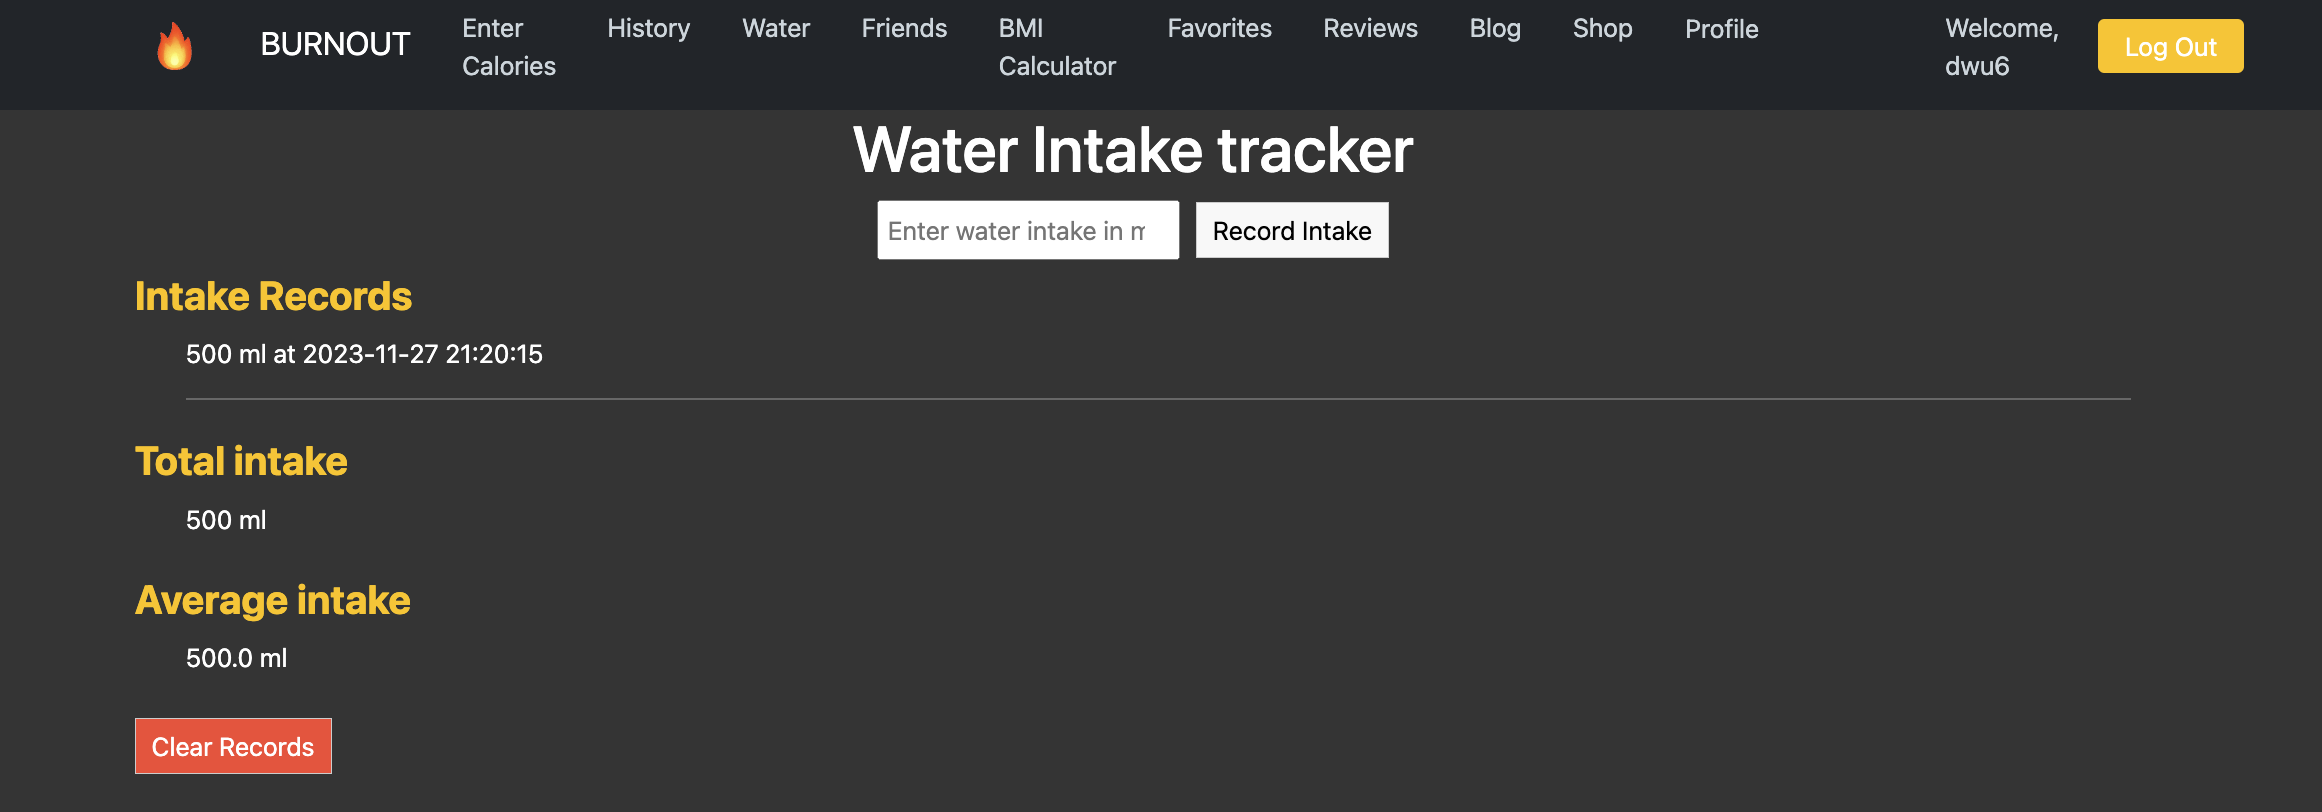 BURNOUT
Enter Calories
History
Water
Friends
BMI Calculator
Favorites
Reviews
Blog
Shop
Profile
Welcome, dwu6
Log Out
Water Intake tracker
Enter water intake in m
Record Intake
Intake Records
500 ml at 2023-11-27 21:20:15
Total intake
500 ml
Average intake
500.0 ml
Clear Records